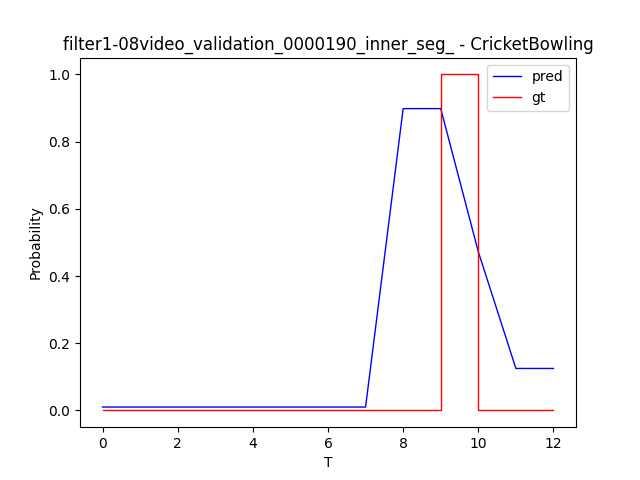 filter1-08video_validation_0000190_inner_seg_ - CricketBowling
pred
gt
1.0
0.8
0.6
0.4
0.2
0.0
Probability
0 2 4 6 8 10 12
T